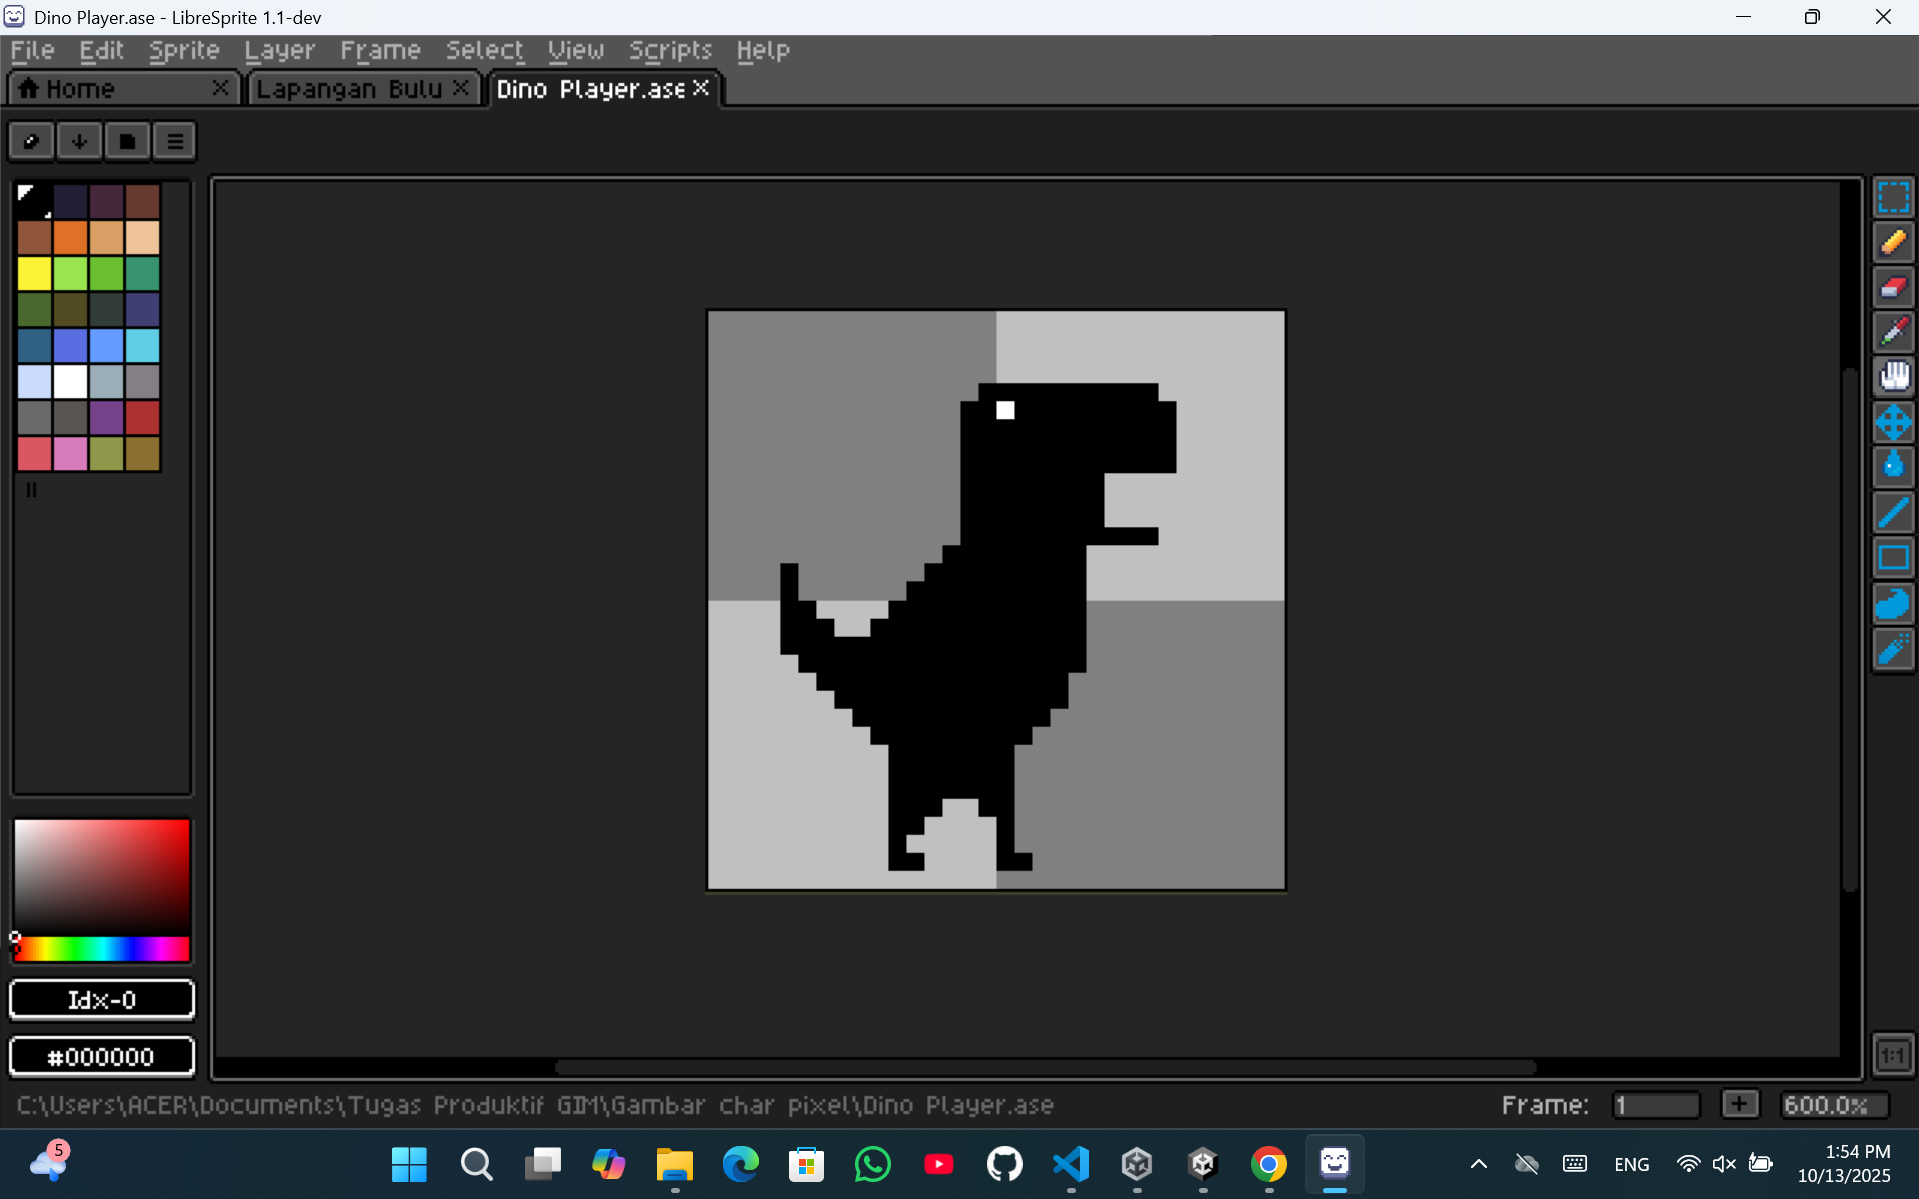 Dino Player.ase - LibreSprite 1.1-dev
File Edit Sprite Layer Frame Select View Scripts Help
Home Lapangan Bulu Dino Player.ase
Idx-0
#000000
1:1
C:\Users\ACER\Documents\Tugas Produktif GIM\Gambar char pixel\Dino Player.ase Frame: 1 + 600.0%
5 ENG 1:54 PM
10/13/2025